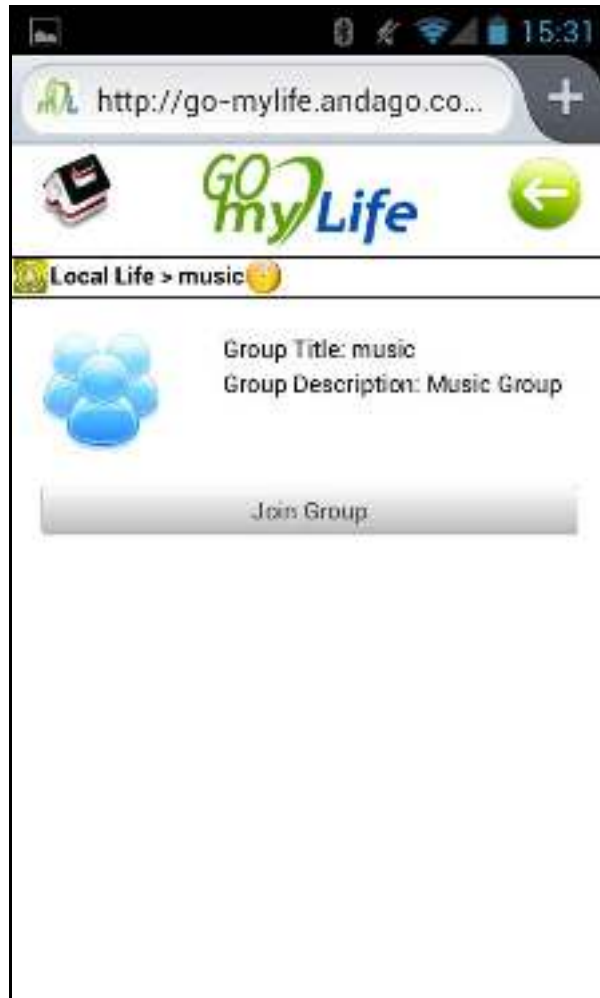 15:31
http://go-mylife.andago.co...
GO
my Life
Local Life > music
Group Title: music
Group Description: Music Group
Join Group